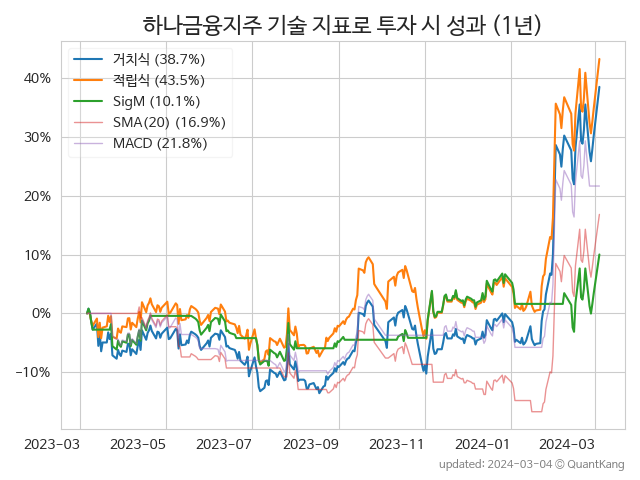 하나금융지주 기술 지표로 투자 시 성과 (1년)
거치식 (38.7%)
적립식 (43.5%)
SigM (10.1%)
SMA(20) (16.9%)
MACD (21.8%)
40%
30%
20%
10%
0%
−10%
2023-03 2023-05 2023-07 2023-09 2023-11 2024-01 2024-03
updated: 2024-03-04 © QuantKang